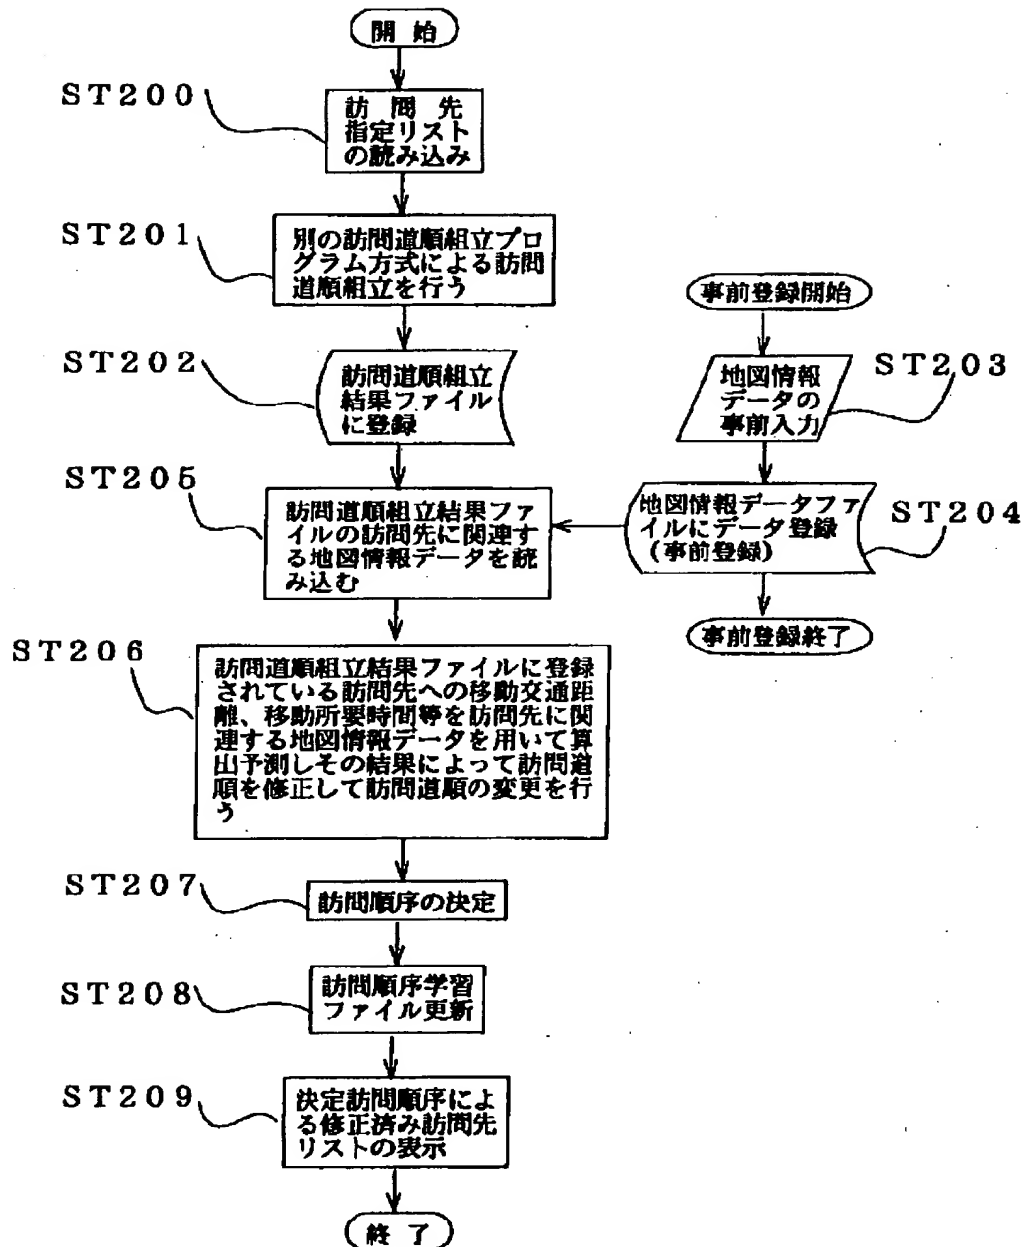 開 始
ST200
訪 問 先
指定リスト
の読み込み
ST201
別の訪問道順組立プロ
グラム方式による訪問
道順組立を行う
ST202
訪問道順組立
結果ファイル
に登録
事前登録開始
ST203
地図情報
データの
事前入力
ST204
地図情報データファ
イルにデータ登録
(事前登録)
事前登録終了
ST205
訪問道順組立結果ファ
イルの訪問先に関連す
る地図情報データを読
み込む
ST206
訪問道順組立結果ファイルに登録
されている訪問先への移動交通距
離、移動所要時間等を訪問先に関
連する地図情報データを用いて算
出予測しその結果によって訪問道
順を修正して訪問道順の変更を行
う
ST207
訪問順序の決定
ST208
訪問順序学習
ファイル更新
ST209
決定訪問順序によ
る修正済み訪問先
リストの表示
終 了